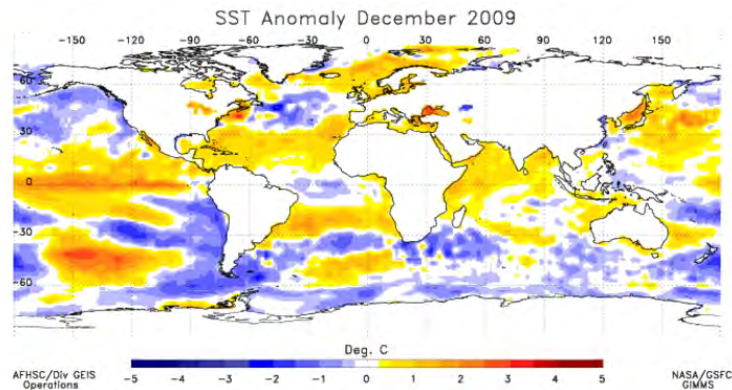 SST Anomaly December 2009
-150 -120 -90 -60 -30 0 30 60 90 120 150
60
30
0
-30
-60
Deg. C
-5 -4 -3 -2 -1 0 1 2 3 4 5
AFHSC/Div GEIS
Operations
NASA/GSFC
GIMMS